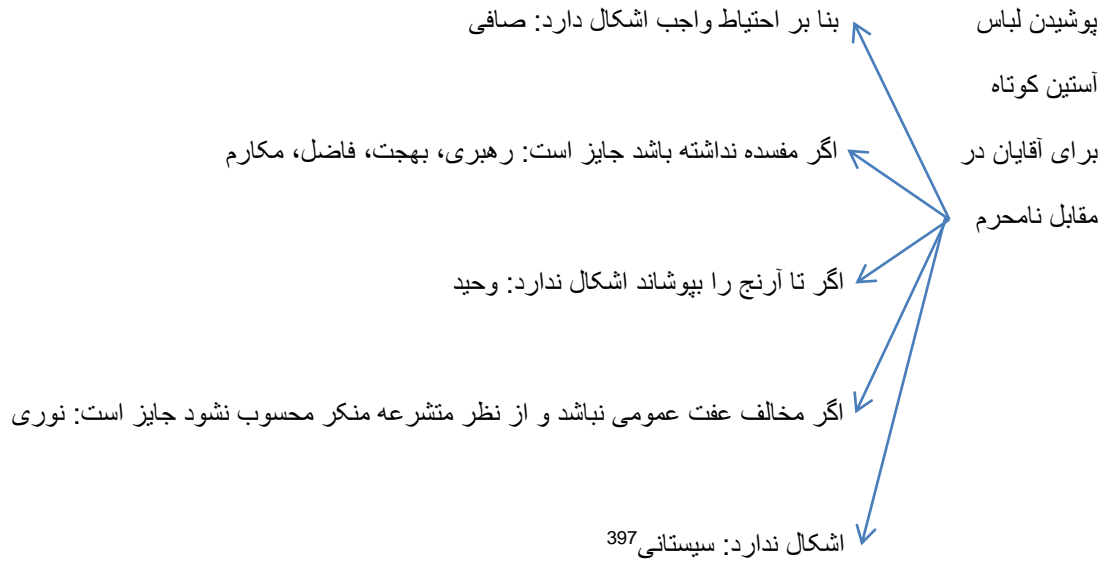 پوشیدن لباس
آستین کوتاه
برای آقایان در
مقابل نامحرم
بنا بر احتیاط واجب اشکال دارد: صافی
اگر مفسده نداشته باشد جایز است: رهبری، بهجت، فاضل، مکارم
اگر تا آرنج را بپوشاند اشکال ندارد: وحید
اگر مخالف عفت عمومی نباشد و از نظر متشرعه منکر محسوب نشود جایز است: نوری
اشکال ندارد: سیستانی397